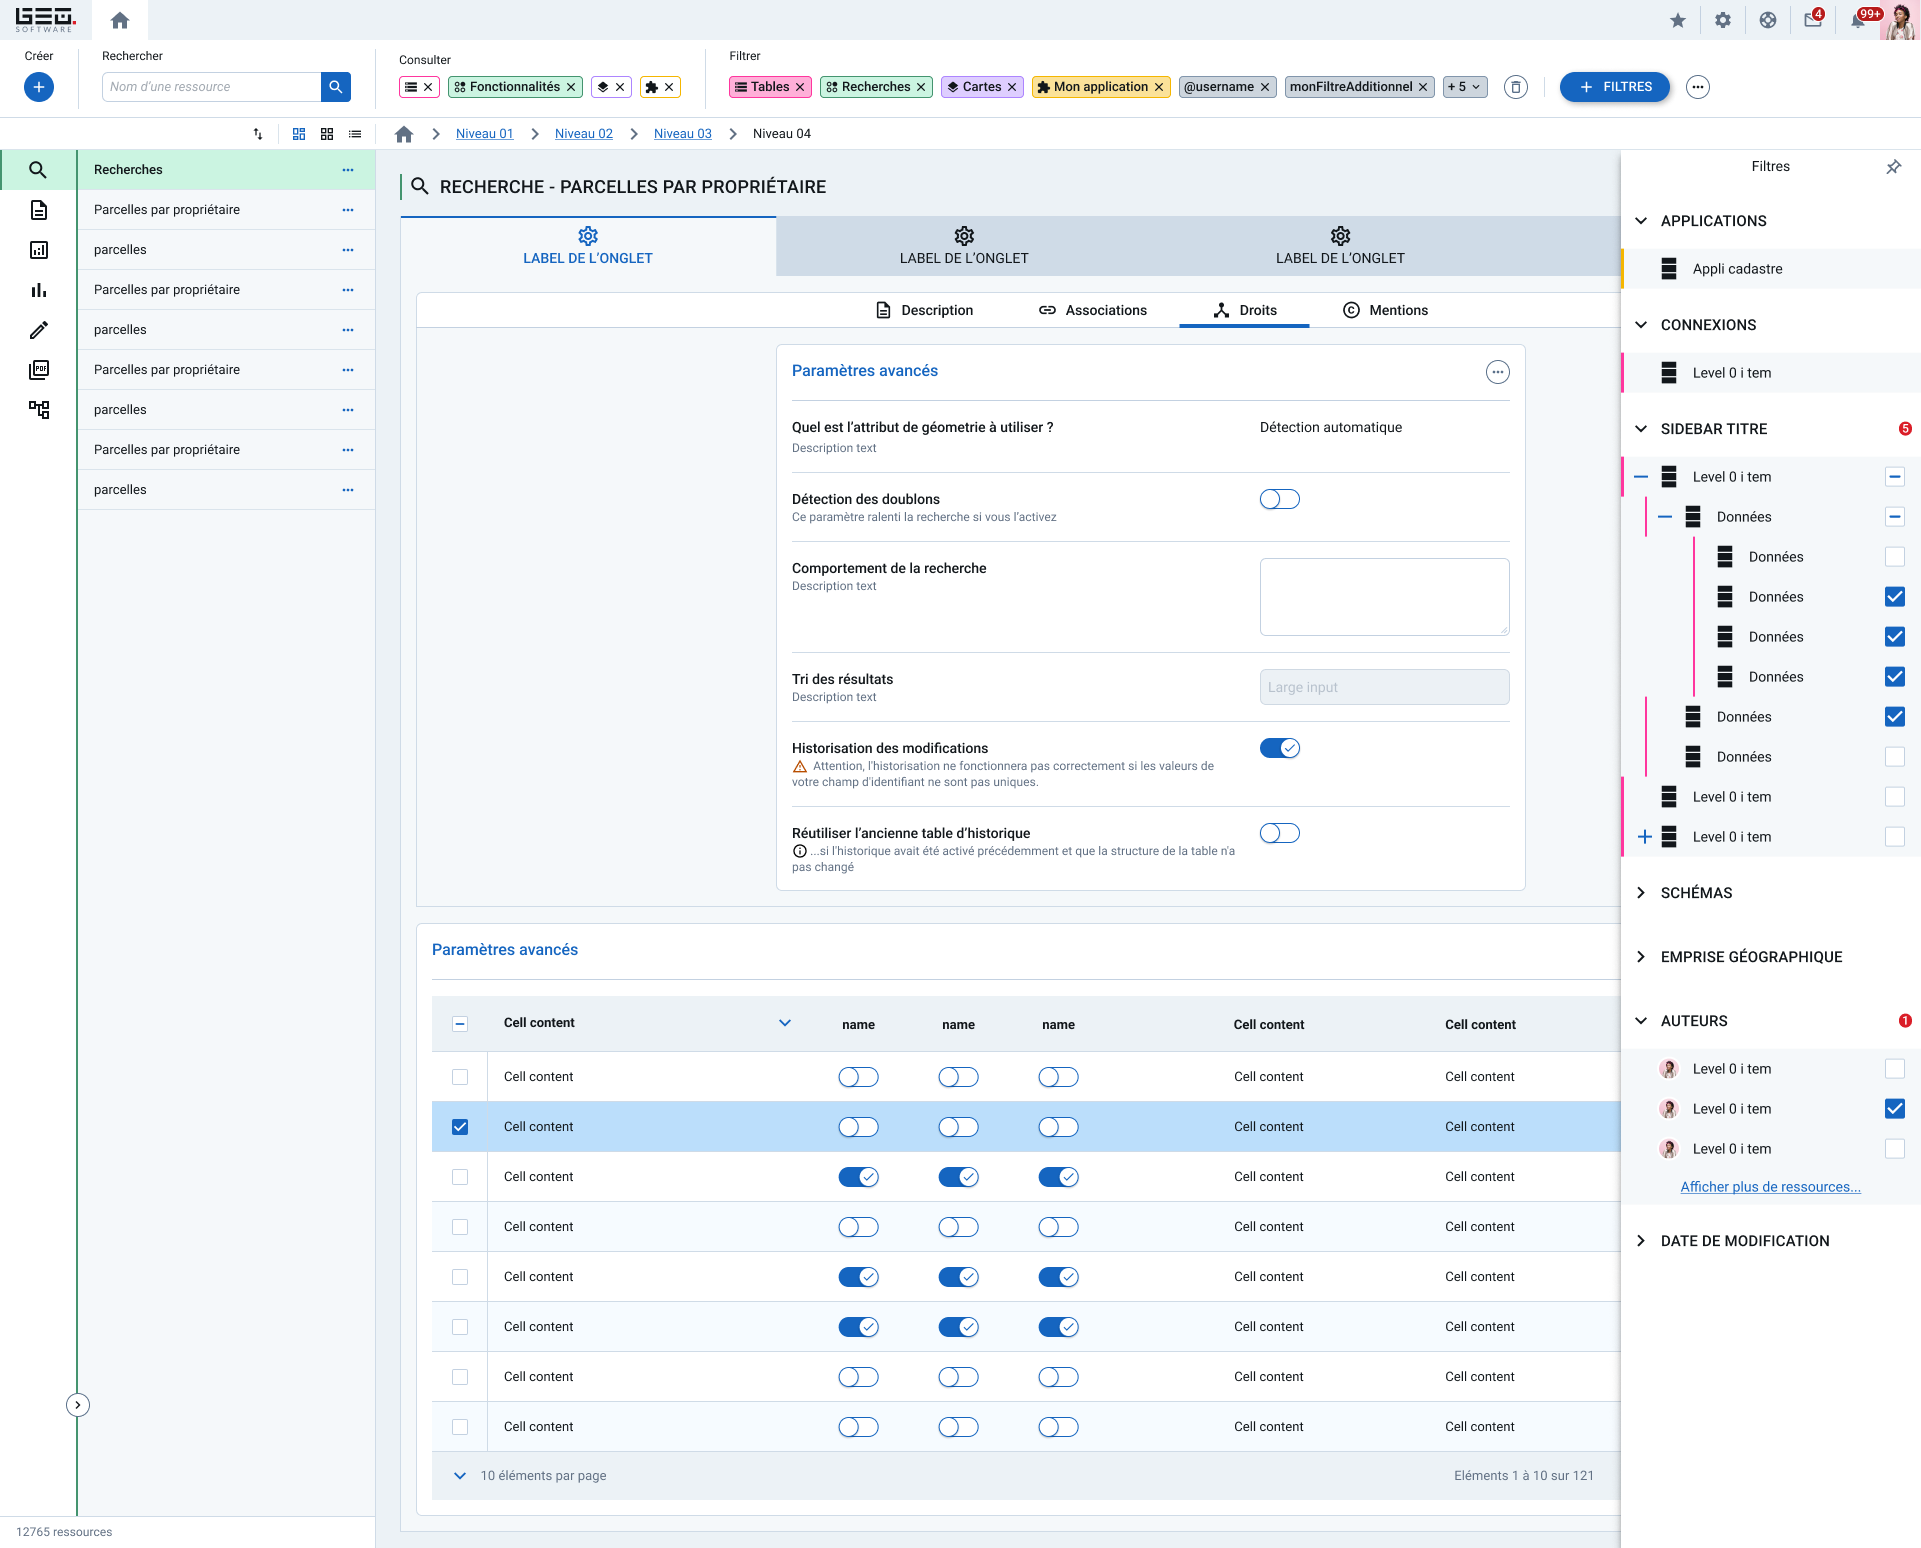 GEO.
SOFTWARE
4
99+
Créer
Rechercher
Nom d'une ressource
Consulter
Fonctionnalités
Filtrer
Tables
Recherches
Cartes
Mon application
@username
monFiltreAdditionnel
+ 5
FILTRES
Niveau 01
Niveau 02
Niveau 03
Niveau 04
Recherches
Parcelles par propriétaire
parcelles
Parcelles par propriétaire
parcelles
Parcelles par propriétaire
parcelles
Parcelles par propriétaire
parcelles
PDF
12765 ressources
RECHERCHE - PARCELLES PAR PROPRIÉTAIRE
LABEL DE L'ONGLET
LABEL DE L'ONGLET
LABEL DE L'ONGLET
Description
Associations
Droits
Mentions
Paramètres avancés
Quel est l'attribut de géometrie à utiliser ?
Description text
Détection automatique
Détection des doublons
Ce paramètre ralenti la recherche si vous l'activez
Comportement de la recherche
Description text
Tri des résultats
Description text
Large input
Historisation des modifications
Attention, l'historisation ne fonctionnera pas correctement si les valeurs de
votre champ d'identifiant ne sont pas uniques.
Réutiliser l'ancienne table d'historique
...si l'historique avait été activé précédemment et que la structure de la table n'a
pas changé
Paramètres avancés
Cell content name name name Cell content Cell content
Cell content Cell content Cell content
Cell content Cell content Cell content
Cell content Cell content Cell content
Cell content Cell content Cell content
Cell content Cell content Cell content
Cell content Cell content Cell content
Cell content Cell content Cell content
Cell content Cell content Cell content
10 éléments par page
Eléments 1 à 10 sur 121
Filtres
APPLICATIONS
Appli cadastre
CONNEXIONS
Level 0 i tem
SIDEBAR TITRE
5
Level 0 i tem
Données
Données
Données
Données
Données
Données
Données
Level 0 i tem
Level 0 i tem
SCHÉMAS
EMPRISE GÉOGRAPHIQUE
AUTEURS
1
Level 0 i tem
Level 0 i tem
Level 0 i tem
Afficher plus de ressources...
DATE DE MODIFICATION